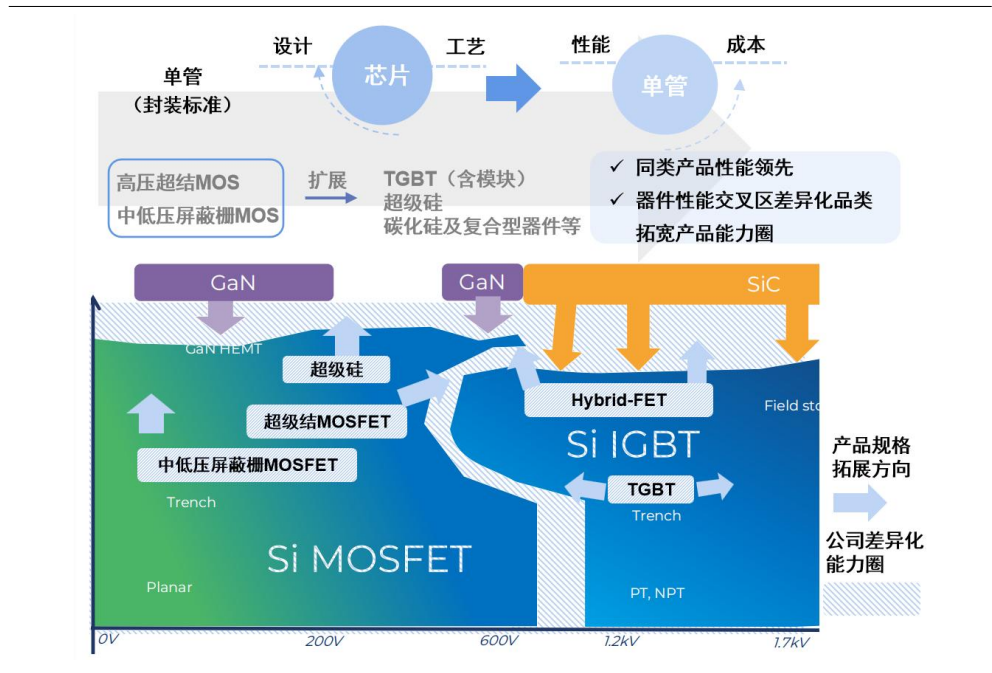 设计
芯片
工艺
性能
单管
成本
单管
（封装标准）
高压超结MOS
中低压屏蔽栅MOS
扩展
TGBT（含模块）
超级硅
碳化硅及复合型器件等
✓ 同类产品性能领先
✓ 器件性能交叉区差异化品类
拓宽产品能力圈
GaN
GaN
SiC
GaN HEMT
超级硅
超级结MOSFET
Hybrid-FET
Field sto
中低压屏蔽栅MOSFET
Si IGBT
产品规格
拓展方向
TGBT
Trench
Trench
Si MOSFET
公司差异化
能力圈
Planar
PT, NPT
0V
200V
600V
1.2kV
1.7kV